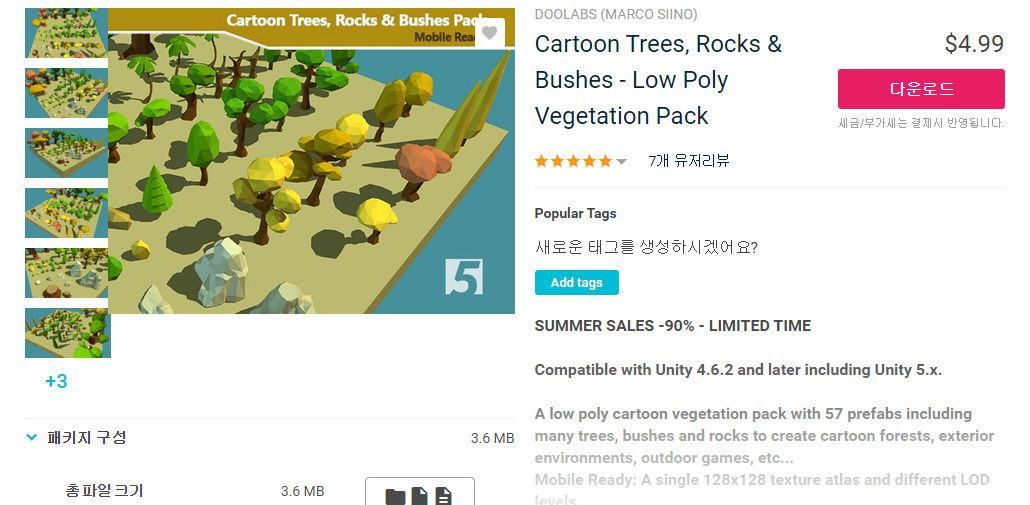 Cartoon Trees, Rocks & Bushes Pack
Mobile Ready
5
+3
패키지 구성
3.6 MB
총 파일 크기
3.6 MB
DOOLABS (MARCO SIINO)
Cartoon Trees, Rocks &
Bushes - Low Poly
Vegetation Pack
$4.99
다운로드
세금/부가세는 결제시 반영됩니다.
7개 유저리뷰
Popular Tags
새로운 태그를 생성하시겠어요?
Add tags
SUMMER SALES -90% - LIMITED TIME
Compatible with Unity 4.6.2 and later including Unity 5.x.
A low poly cartoon vegetation pack with 57 prefabs including
many trees, bushes and rocks to create cartoon forests, exterior
environments, outdoor games, etc...
Mobile Ready: A single 128x128 texture atlas and different LOD
levels